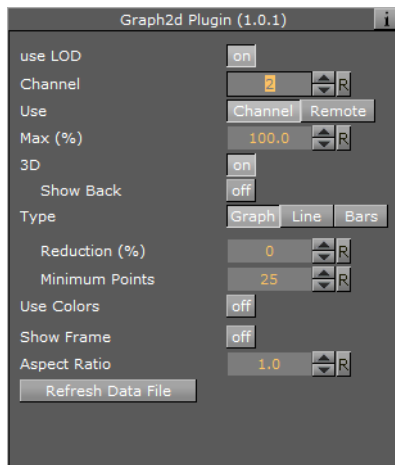 Graph2d Plugin (1.0.1) i
use LOD on
Channel 2 R
Use Channel Remote
Max (%) 100.0 R
3D on
Show Back off
Type Graph Line Bars
Reduction (%) 0 R
Minimum Points 25 R
Use Colors off
Show Frame off
Aspect Ratio 1.0 R
Refresh Data File